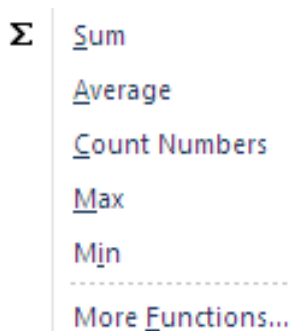 Σ Sum
Average
Count Numbers
Max
Min
More Functions...